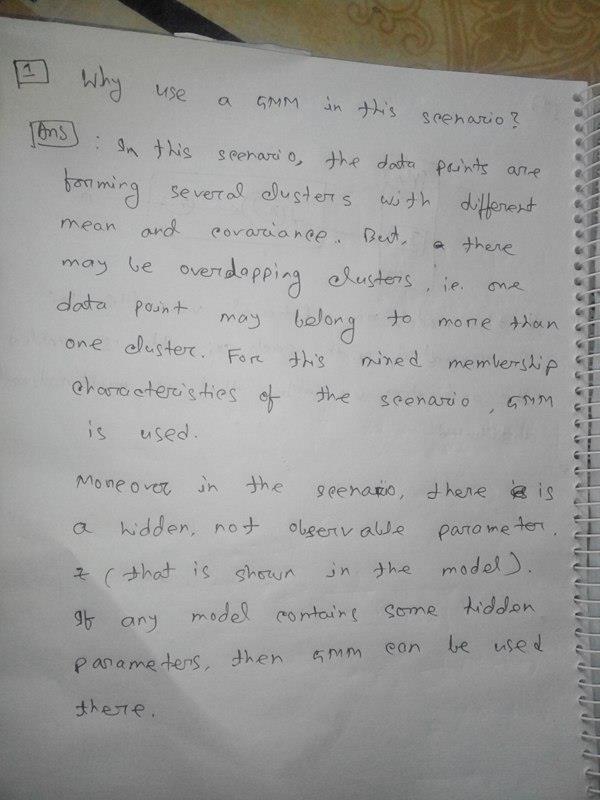 1 Why use a GMM in this scenario?
Ans : In this scenario, the data points are
forming several clusters with different
mean and covariance. But, there
may be overlapping clusters, i.e. one
data point may belong to more than
one cluster. For this mixed membership
characteristics of the scenario, GMM
is used.
Moreover in the scenario, there is
a hidden, not observable parameter,
z (that is shown in the model).
If any model contains some hidden
parameters, then GMM can be used
there.